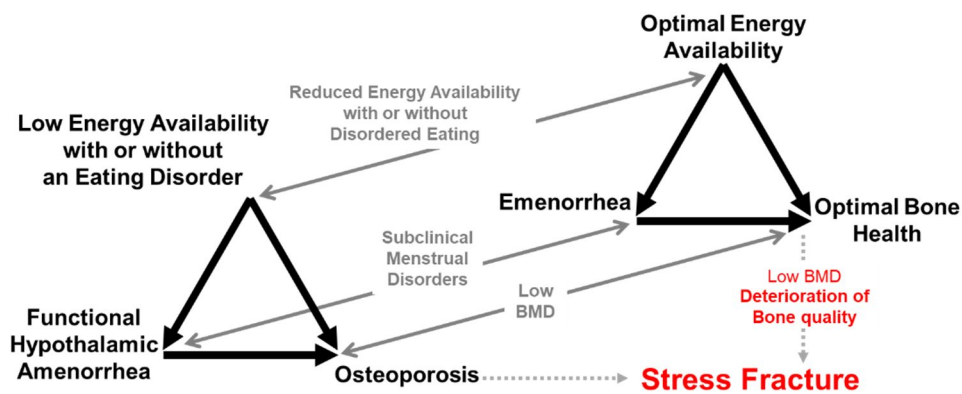 Optimal Energy
Availability
Reduced Energy Availability
with or without
Disordered Eating
Low Energy Availability
with or without
an Eating Disorder
Emenorrhea
Optimal Bone
Health
Subclinical
Menstrual
Disorders
Low
BMD
Low BMD
Deterioration of
Bone quality
Functional
Hypothalamic
Amenorrhea
Osteoporosis
Stress Fracture